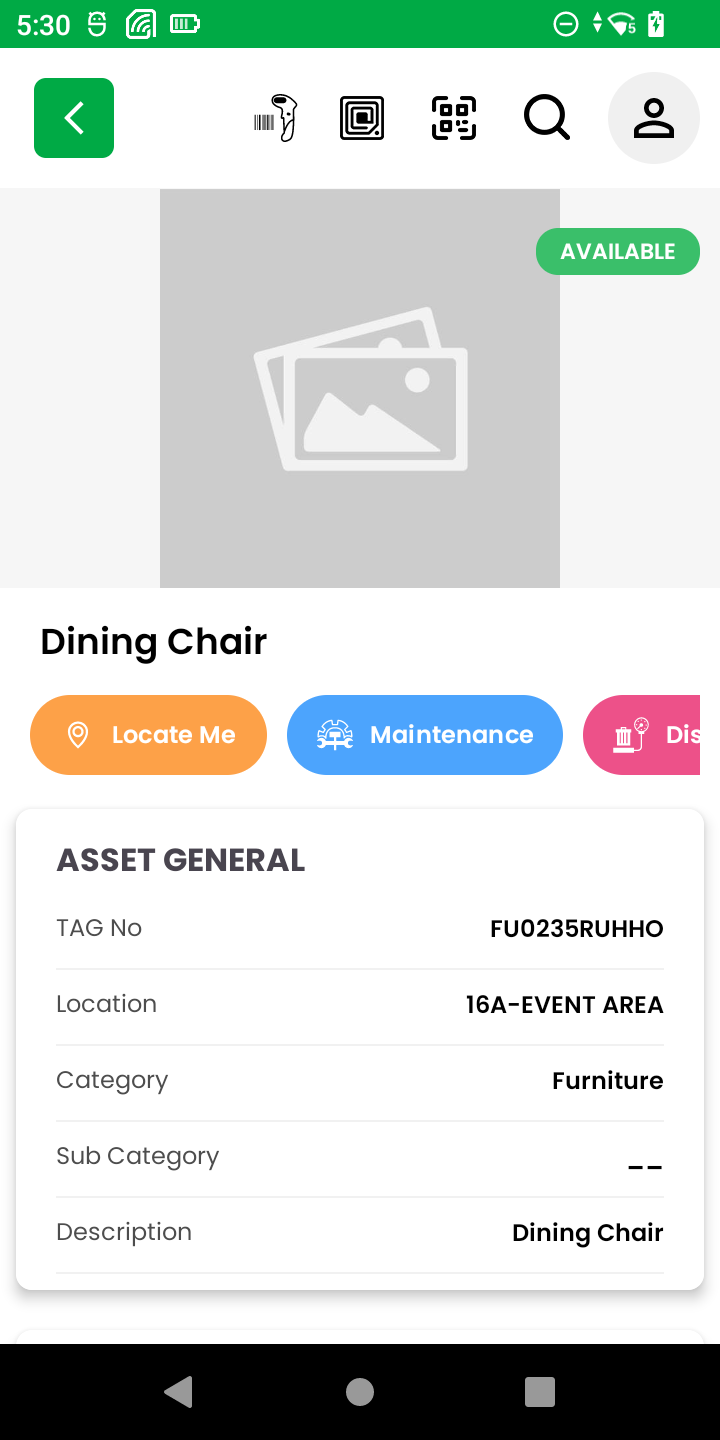 5:30
5
AVAILABLE
Dining Chair
Locate Me
Maintenance
Dis
ASSET GENERAL
TAG No
FU0235RUHHO
Location
16A-EVENT AREA
Category
Furniture
Sub Category
--
Description
Dining Chair